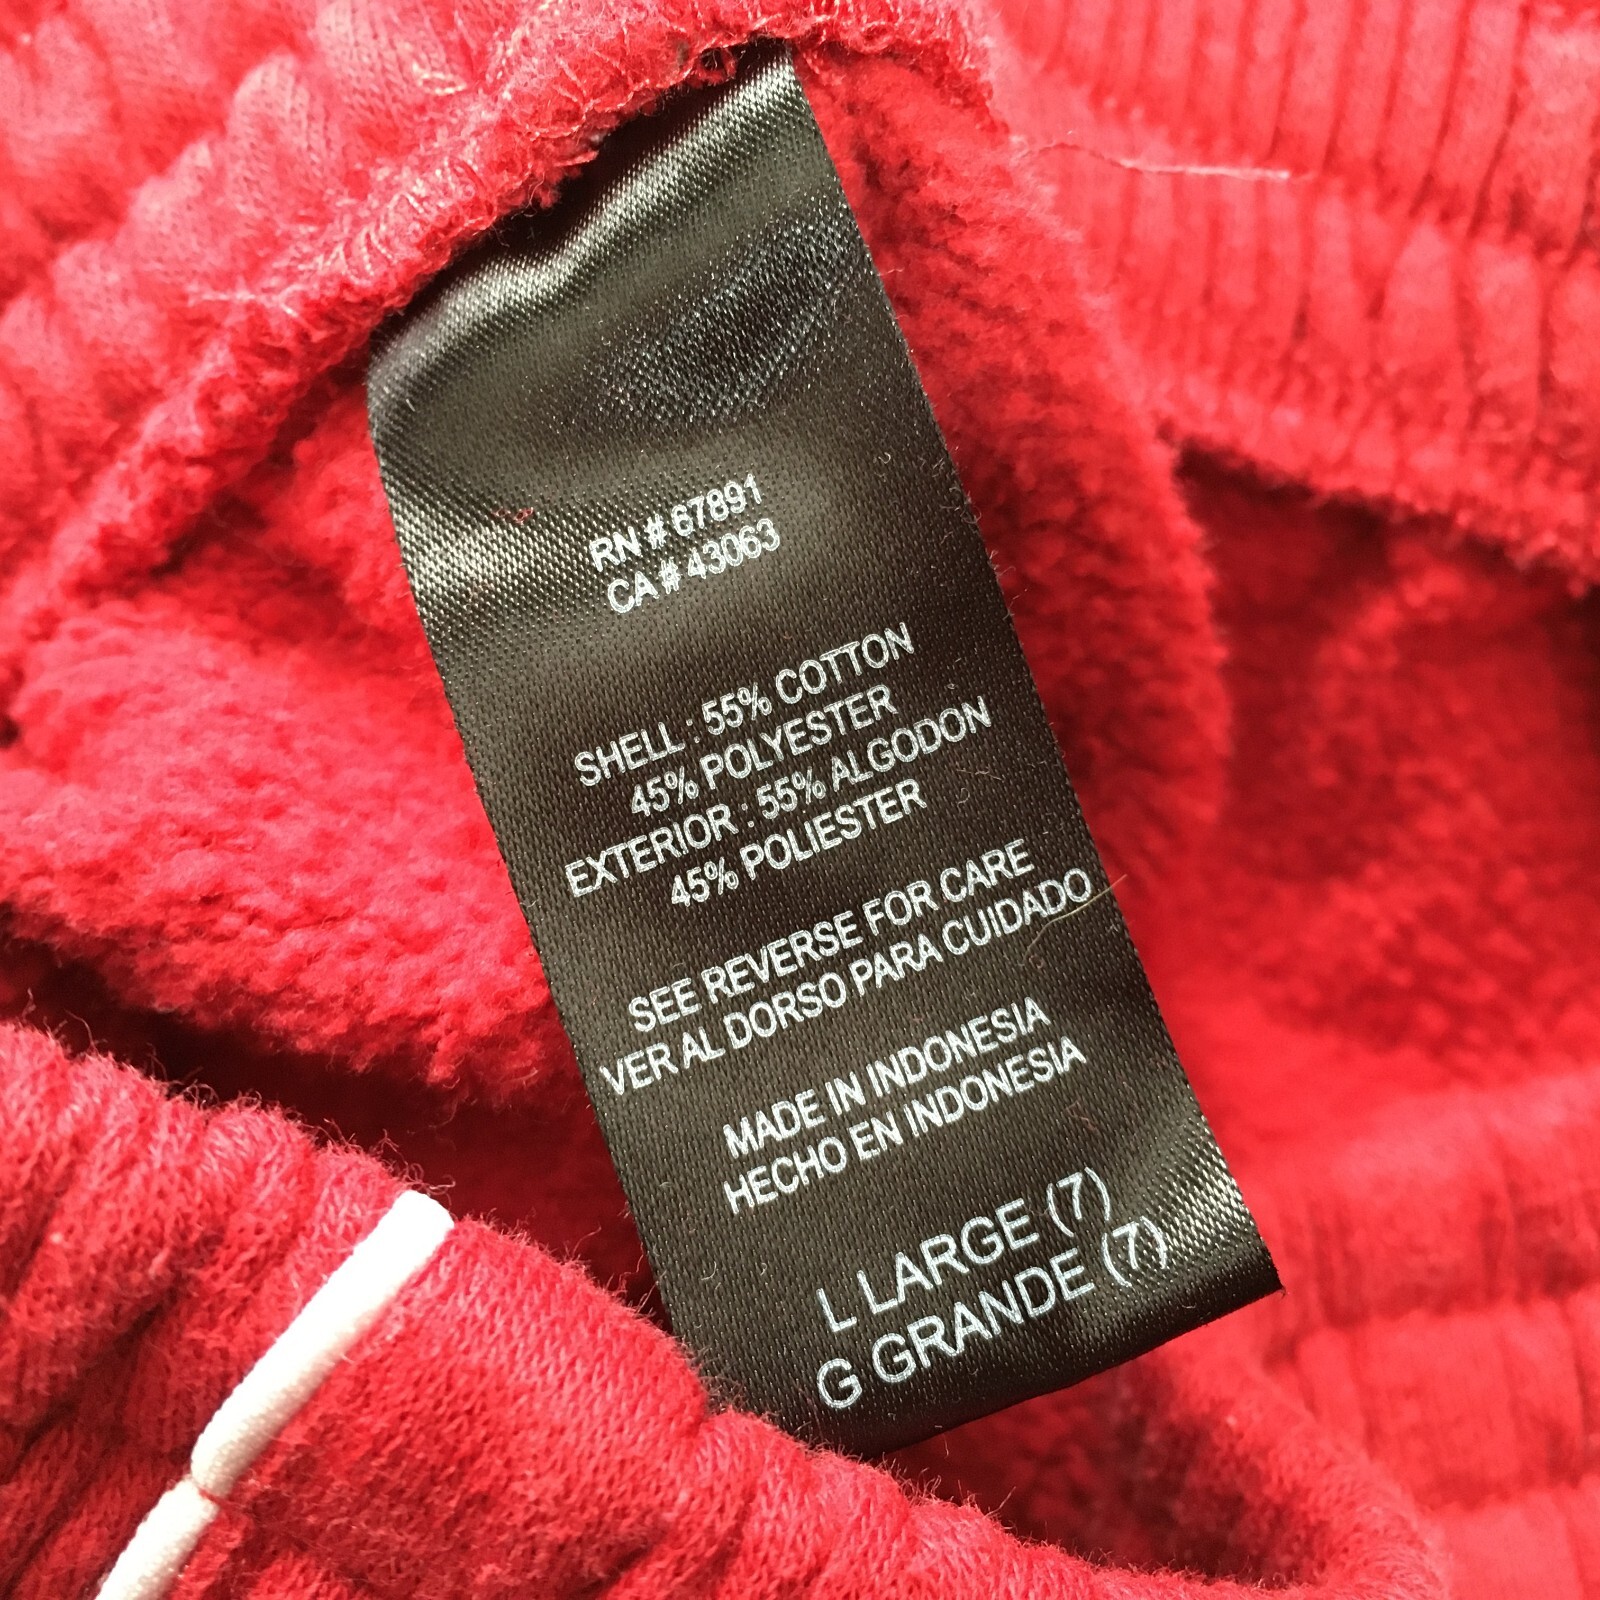 RN # 67891
CA # 43063
SHELL : 55% COTTON
45% POLYESTER
EXTERIOR : 55% ALGODON
45% POLIESTER
SEE REVERSE FOR CARE
VER AL DORSO PARA CUIDADO
MADE IN INDONESIA
HECHO EN INDONESIA
L LARGE (7)
G GRANDE (7)